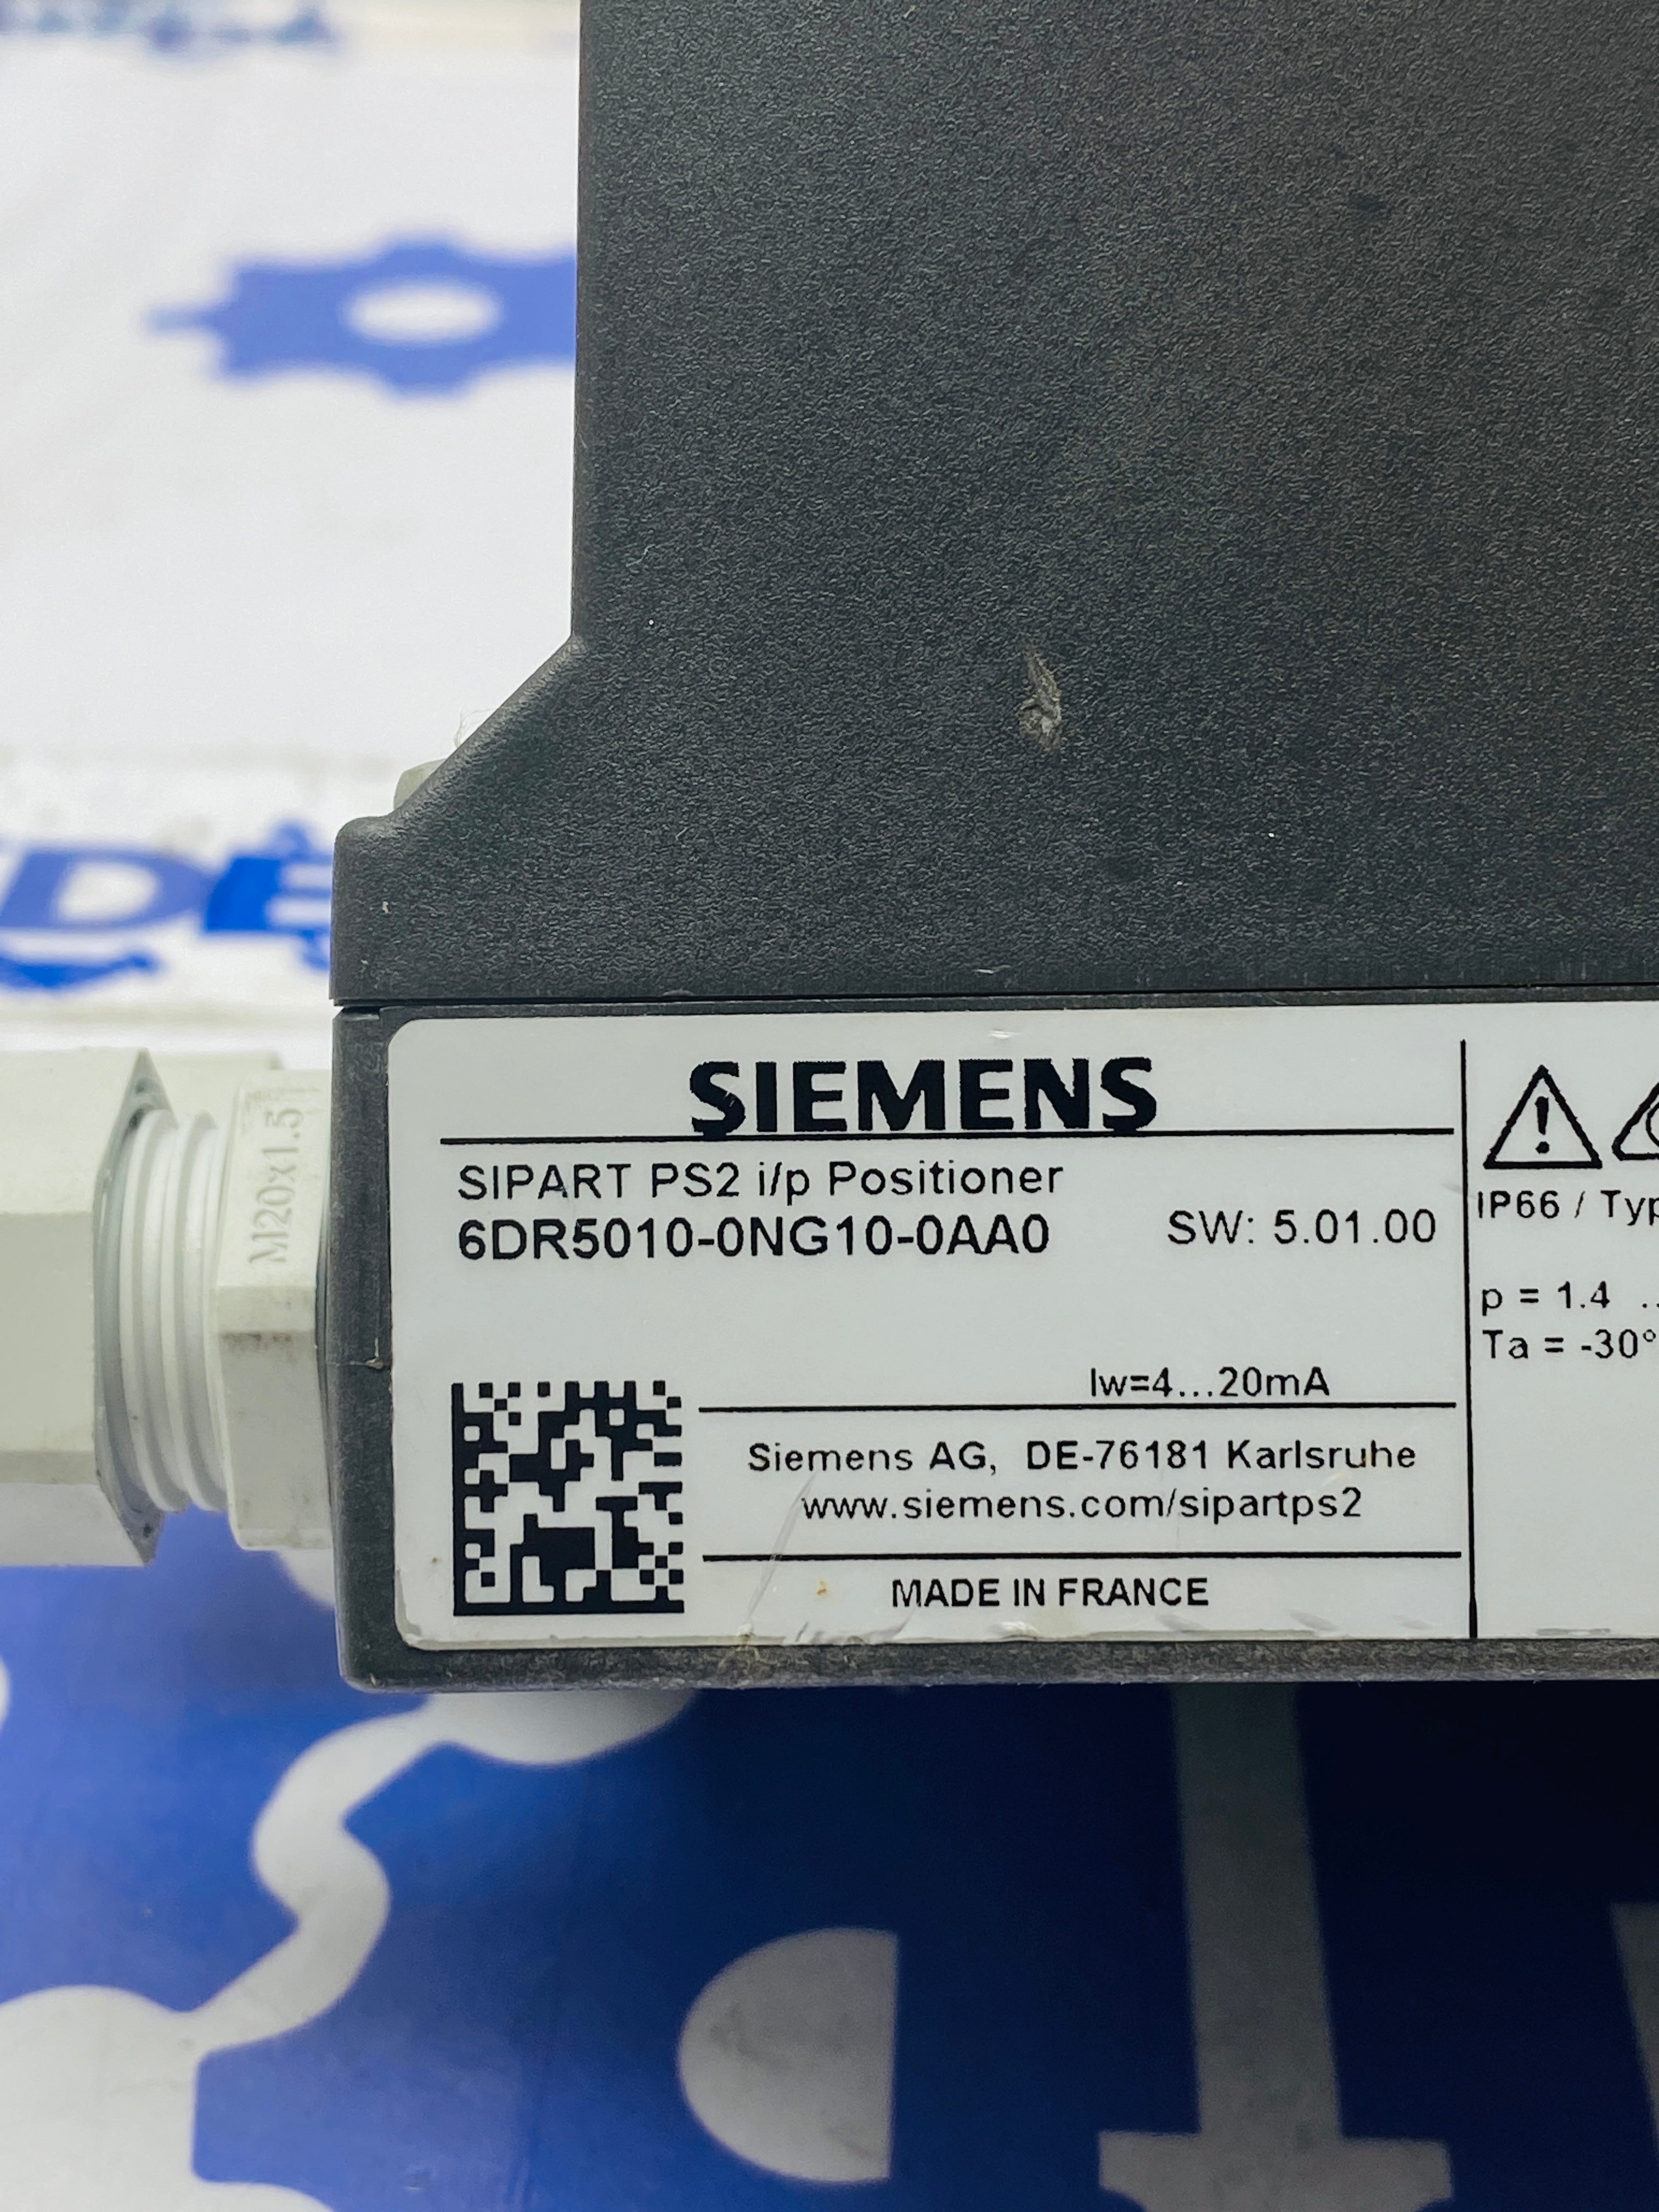 M20x1.5
SIEMENS
SIPART PS2 i/p Positioner
6DR5010-0NG10-0AA0 SW: 5.01.00
Iw=4...20mA
Siemens AG, DE-76181 Karlsruhe
www.siemens.com/sipartps2
MADE IN FRANCE
IP66 / Typ
p = 1.4 ..
Ta = -30°